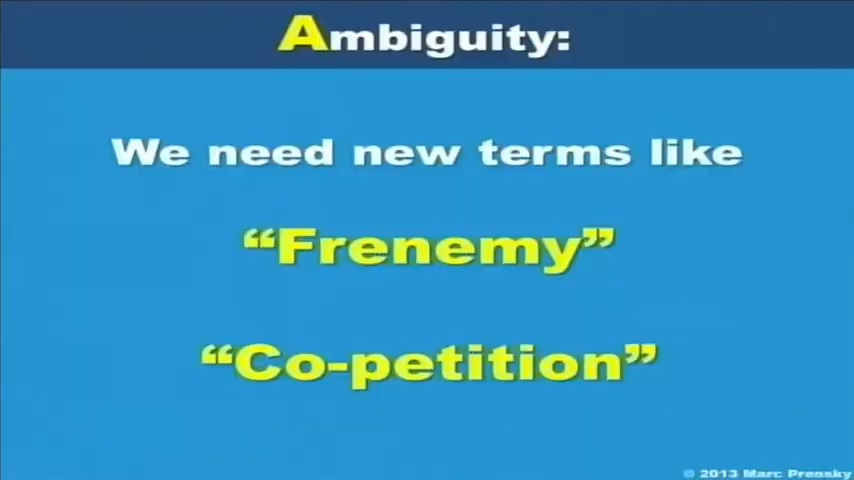 Ambiguity:
We need new terms like
“Frenemy”
“Co-petition”
© 2013 Marc Prensky